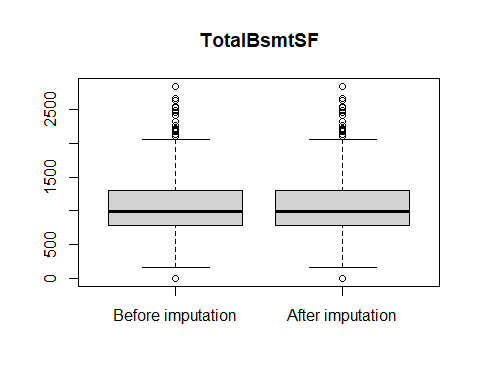 TotalBsmtSF
2500
1500
500
0
Before imputation
After imputation